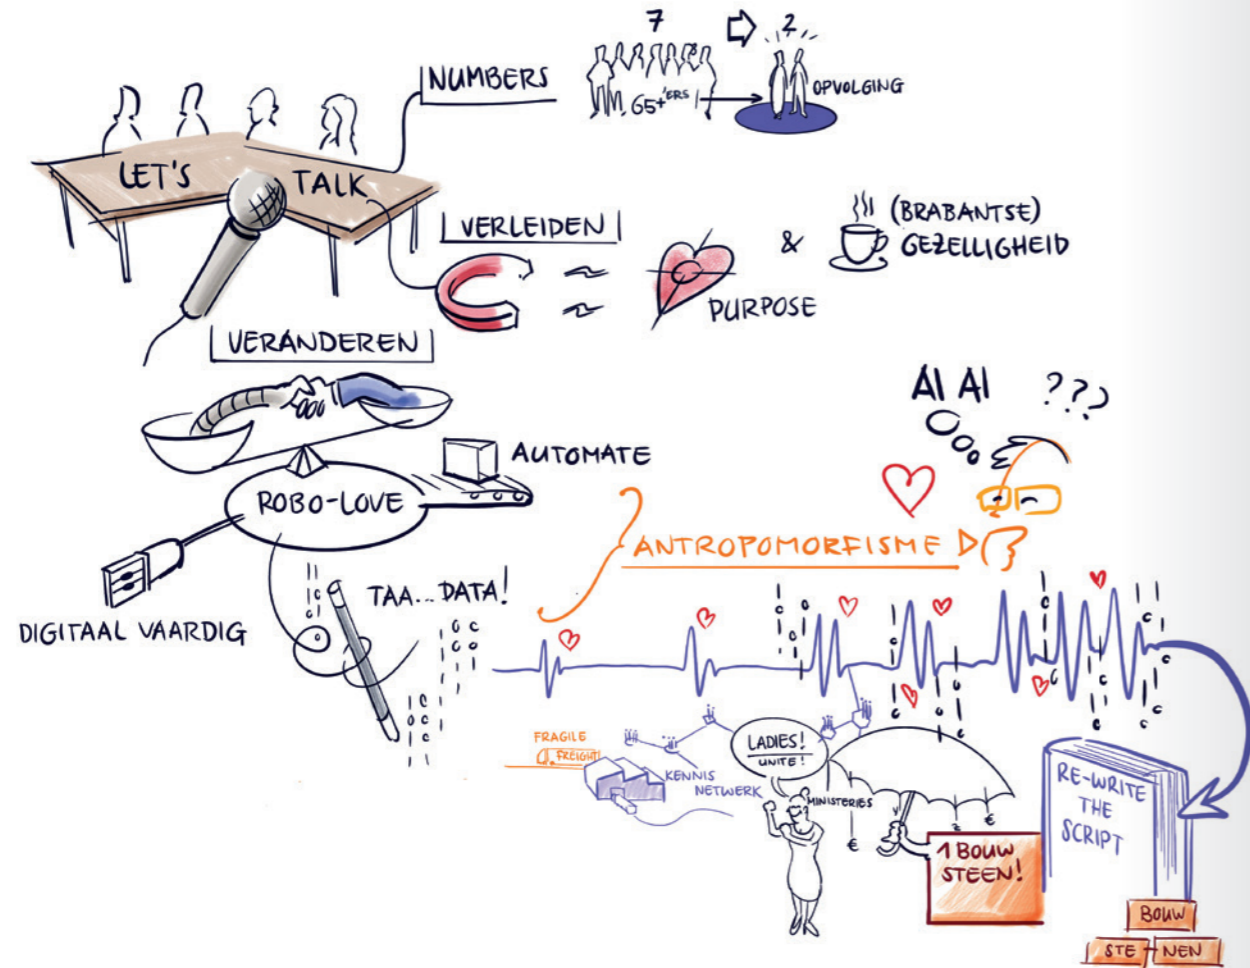 7
2
NUMBERS
65+'ERS
OPVOLGING
LET'S
TALK
VERLEIDEN
&
(BRABANTSE)
GEZELLIGHEID
PURPOSE
VERANDEREN
AI AI
???
AUTOMATE
ROBO-LOVE
ANTROPOMORFISME
TAA... DATA!
DIGITAAL VAARDIG
FRAGILE
FREIGHT!
KENNIS
NETWERK
LADIES!
UNITE!
MINISTERIES
€
€
1 BOUW
STEEN!
RE-WRITE
THE
SCRIPT
BOUW
STE-NEN